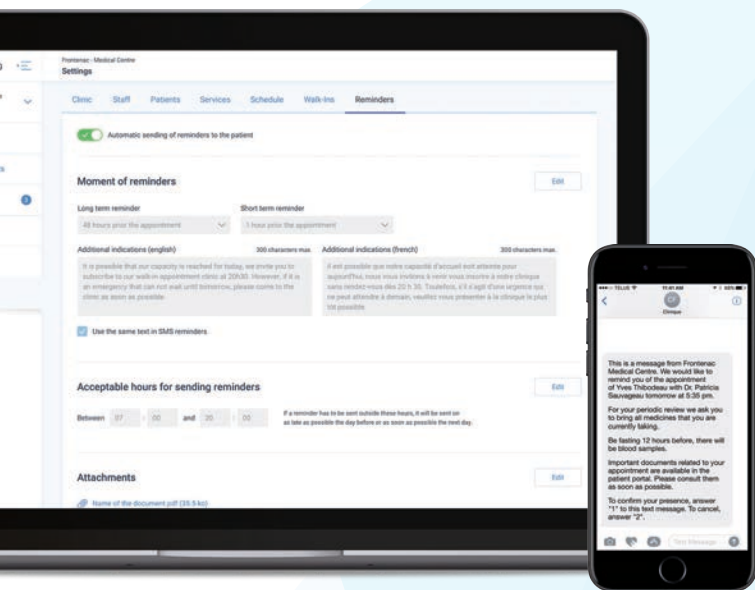 Frontenac - Medical Centre
Settings
Clinic Staff Patients Services Schedule Walk-Ins Reminders
Automatic sending of reminders to the patient
Moment of reminders
Edit
Long term reminder
Short term reminder
48 hours prior the appointment
1 hour prior the appointment
Additional indications (english) 300 characters max.
It is possible that our capacity is reached for today, we invite you to
subscribe to our walk-in appointment clinic at 20h30. However, if it is
an emergency that can not wait until tomorrow, please come to the
clinic as soon as possible.
Additional indications (french) 300 characters max.
Il est possible que notre capacité d'accueil soit atteinte pour
aujourd'hui, nous vous invitons à venir vous inscrire à notre clinique
sans rendez-vous dès 20 h 30. Toutefois, s'il s'agit d'une urgence qui
ne peut attendre à demain, veuillez vous présenter à la clinique le plus
tôt possible.
Use the same text in SMS reminders
Acceptable hours for sending reminders
Edit
Between 07 : 00 and 20 : 00
If a reminder has to be sent outside these hours, it will be sent on
as late as possible the day before or as soon as possible the next day.
Attachments
Edit
Name of the document pdf (35.5 ko)
TELUS
11:41 AM
CF
Clinique
This is a message from Frontenac
Medical Centre. We would like to
remind you of the appointment
of Yves Thibodeau with Dr. Patricia
Sauvageau tomorrow at 5:35 pm.
For your periodic review we ask you
to bring all medicines that you are
currently taking.
Be fasting 12 hours before, there will
be blood samples.
Important documents related to your
appointment are available in the
patient portal. Please consult them
as soon as possible.
To confirm your presence, answer
"1" to this text message. To cancel,
answer "2".
Text Message